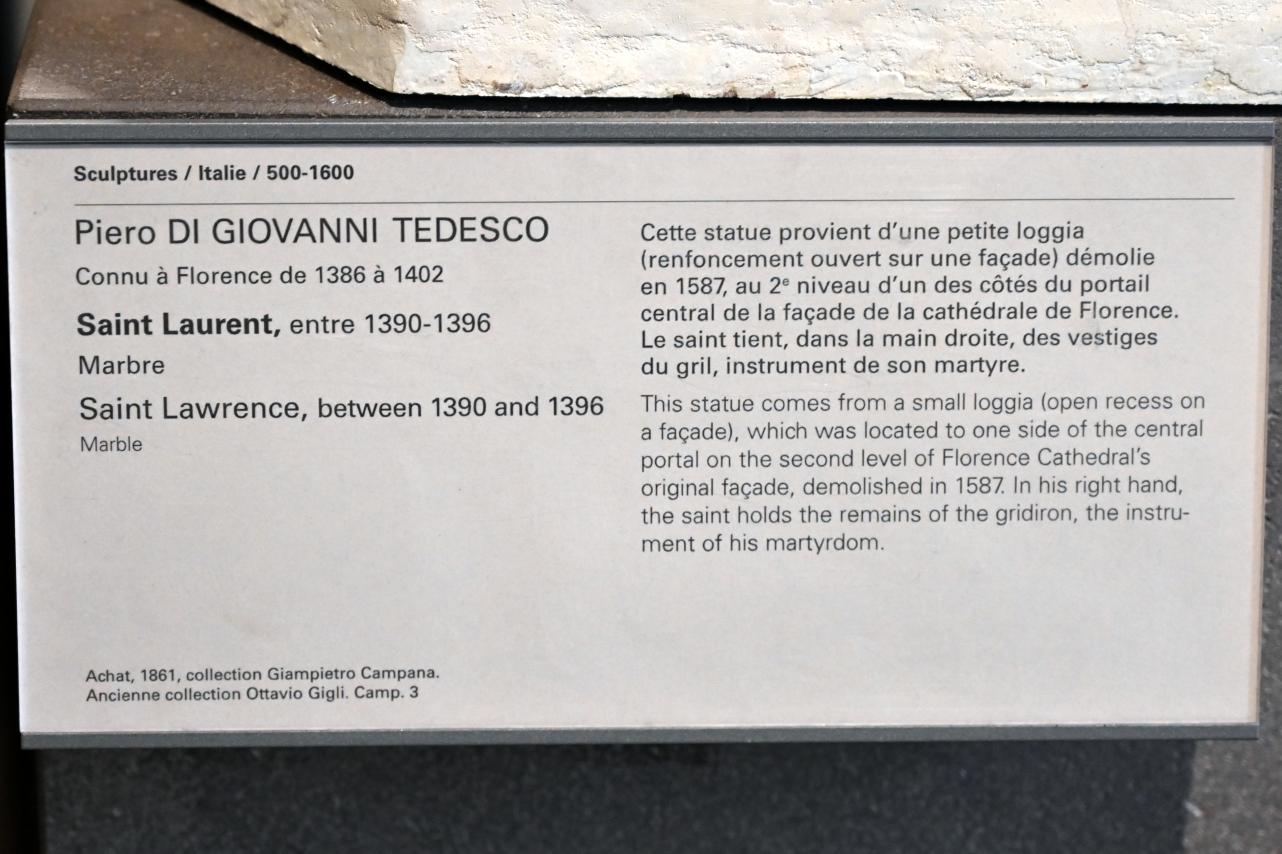 Sculptures / Italie / 500-1600
Piero DI GIOVANNI TEDESCO
Connu à Florence de 1386 à 1402
Saint Laurent, entre 1390-1396
Marbre
Saint Lawrence, between 1390 and 1396
Marble
Achat, 1861, collection Giampietro Campana.
Ancienne collection Ottavio Gigli. Camp. 3
Cette statue provient d'une petite loggia
(renfoncement ouvert sur une façade) démolie
en 1587, au 2e niveau d'un des côtés du portail
central de la façade de la cathédrale de Florence.
Le saint tient, dans la main droite, des vestiges
du gril, instrument de son martyre.
This statue comes from a small loggia (open recess on
a façade), which was located to one side of the central
portal on the second level of Florence Cathedral's
original façade, demolished in 1587. In his right hand,
the saint holds the remains of the gridiron, the instru-
ment of his martyrdom.